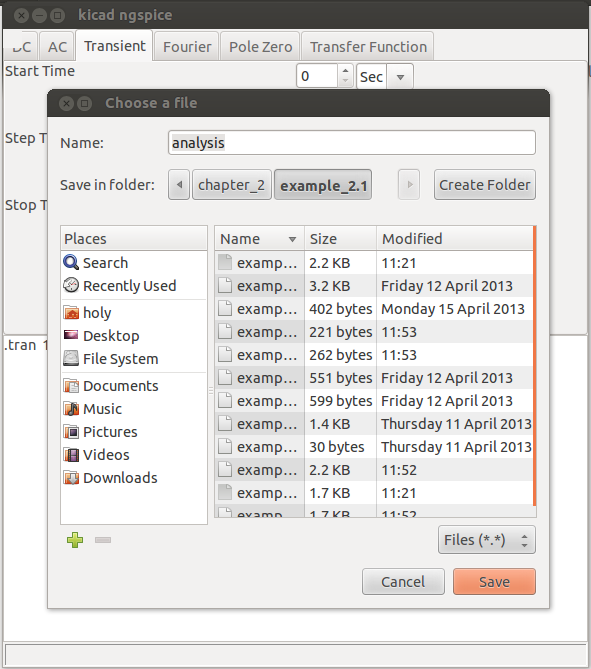 kicad ngspice
DC AC Transient Fourier Pole Zero Transfer Function
Start Time 0 Sec
Choose a file
Name: analysis
Step T
Save in folder: chapter_2 example_2.1 Create Folder
Stop T
Places Name Size Modified
Search examp... 2.2 KB 11:21
Recently Used examp... 3.2 KB Friday 12 April 2013
holy examp... 402 bytes Monday 15 April 2013
Desktop examp... 221 bytes 11:53
File System examp... 262 bytes 11:53
.tran 1
Documents examp... 551 bytes Friday 12 April 2013
Music examp... 599 bytes Friday 12 April 2013
Pictures examp... 1.4 KB Thursday 11 April 2013
Videos examp... 30 bytes Thursday 11 April 2013
Downloads examp... 2.2 KB 11:52
examp... 1.7 KB 11:21
examp... 1.7 KB 11:52
Files (*.*)
Cancel Save